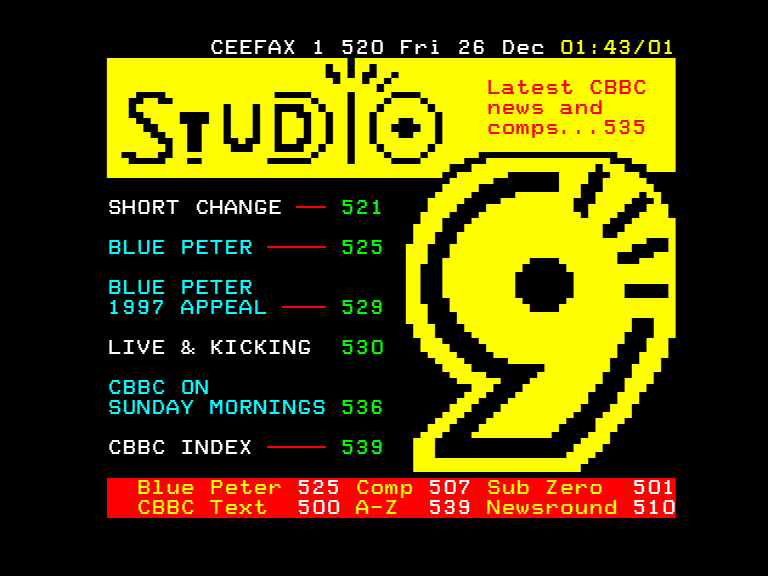 CEEFAX 1 520 Fri 26 Dec 01:43/01
STUDIO
Latest CBBC
news and
comps...535
9
SHORT CHANGE 521
BLUE PETER 525
BLUE PETER
1997 APPEAL 529
LIVE & KICKING 530
CBBC ON
SUNDAY MORNINGS 536
CBBC INDEX 539
Blue Peter 525 Comp 507 Sub Zero 501
CBBC Text 500 A-Z 539 Newsround 510